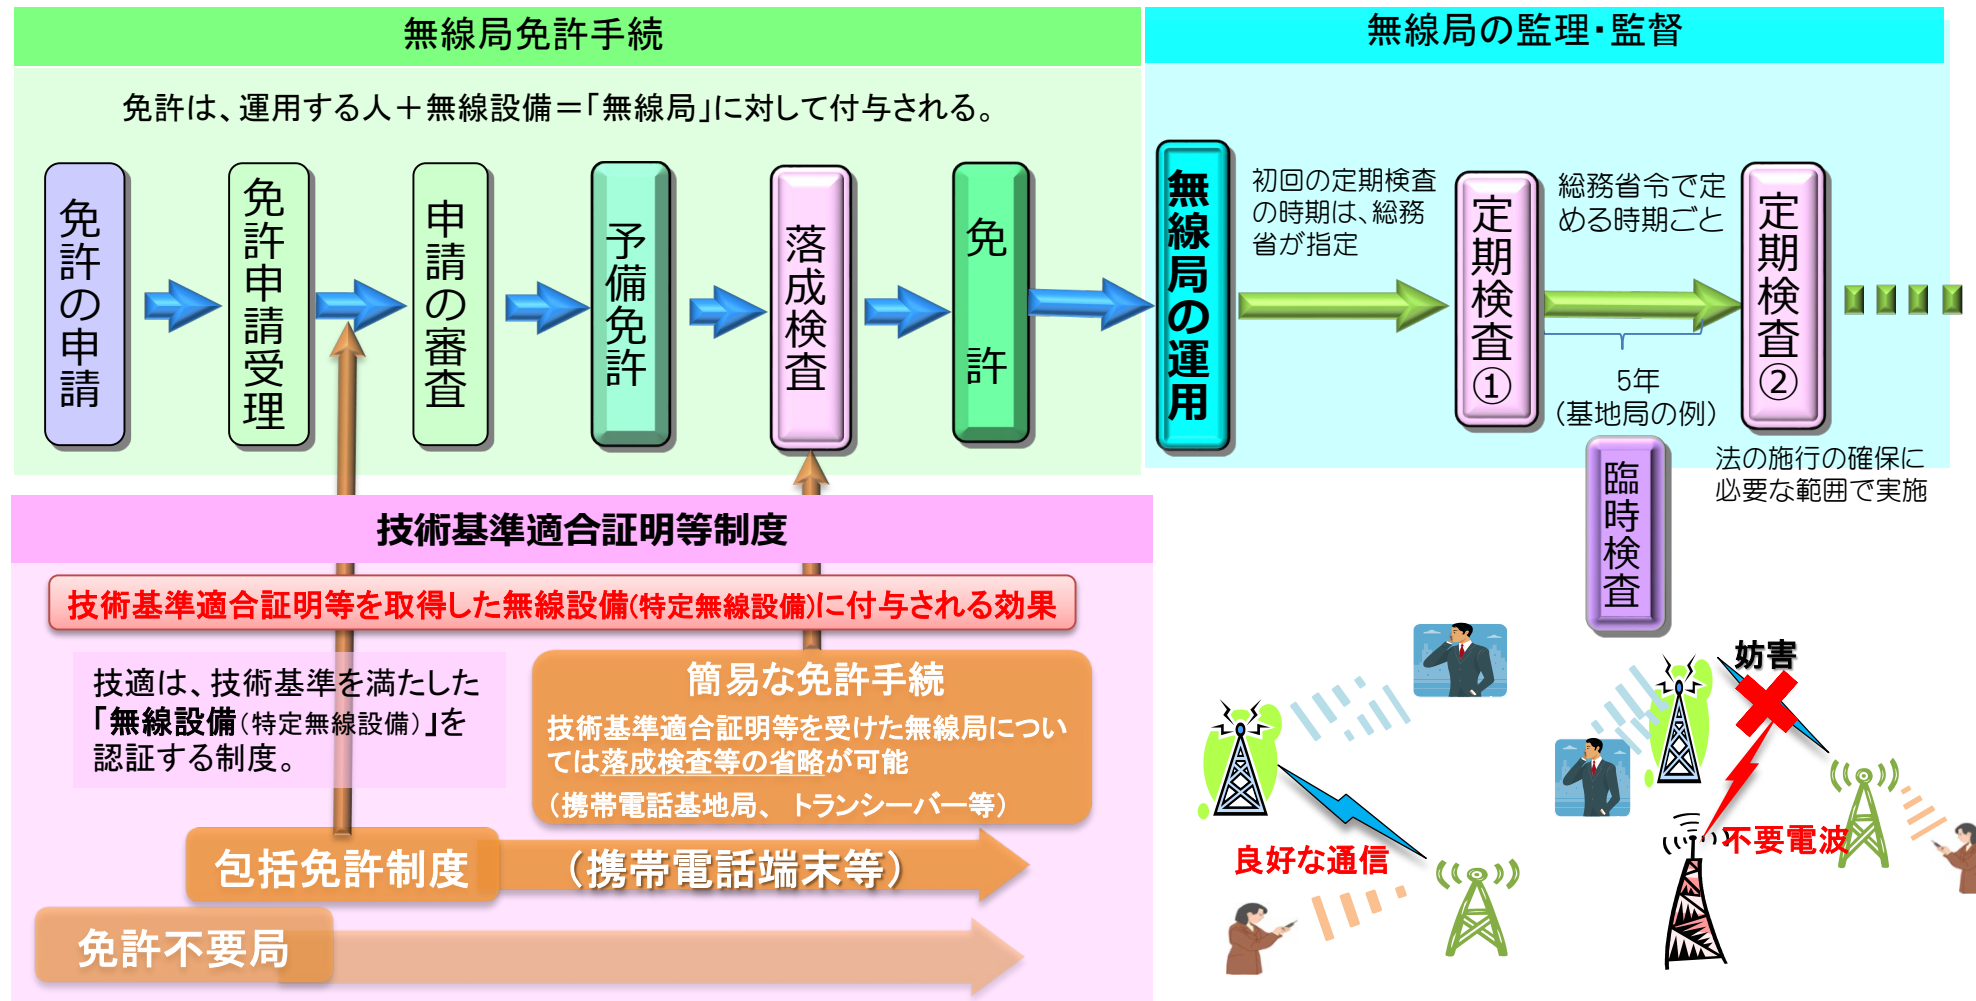 無線局免許手続
無線局の監理・監督
免許は、運用する人＋無線設備＝「無線局」に対して付与される。
免許の申請
免許申請受理
申請の審査
予備免許
落成検査
免許
無線局の運用
初回の定期検査
の時期は、総務
省が指定
定期検査①
総務省令で定
める時期ごと
定期検査②
5年
（基地局の例）
臨時検査
法の施行の確保に
必要な範囲で実施
技術基準適合証明等制度
技術基準適合証明等を取得した無線設備(特定無線設備)に付与される効果
技適は、技術基準を満たした
「無線設備（特定無線設備）」を
認証する制度。
簡易な免許手続
技術基準適合証明等を受けた無線局につい
ては落成検査等の省略が可能
（携帯電話基地局、トランシーバー等）
包括免許制度
（携帯電話端末等）
免許不要局
良好な通信
妨害
不要電波